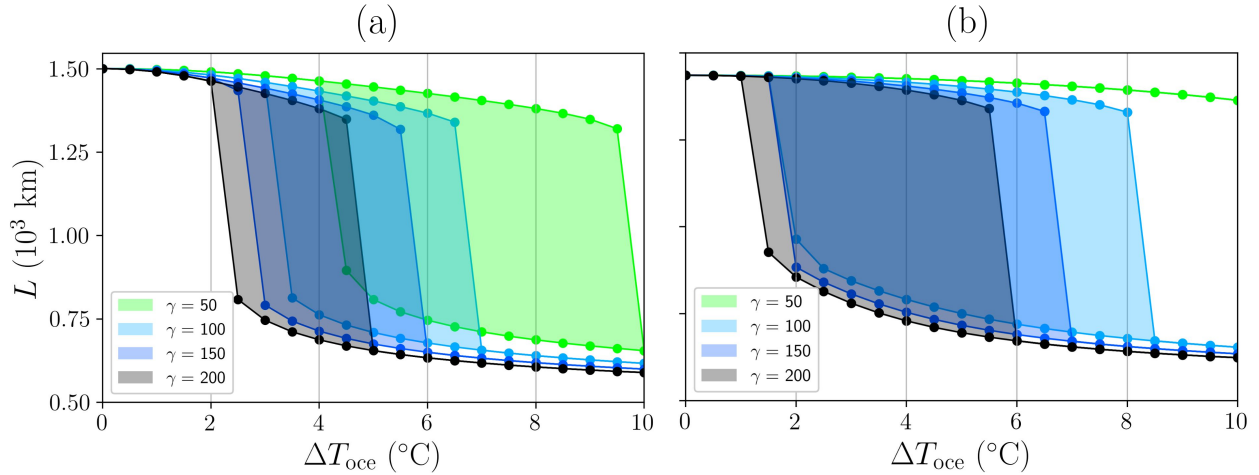 (a)
(b)
L (10³ km)
1.50
1.25
1.00
0.75
0.50
γ = 50
γ = 100
γ = 150
γ = 200
0 2 4 6 8 10
ΔT_oce (°C)
γ = 50
γ = 100
γ = 150
γ = 200
0 2 4 6 8 10
ΔT_oce (°C)